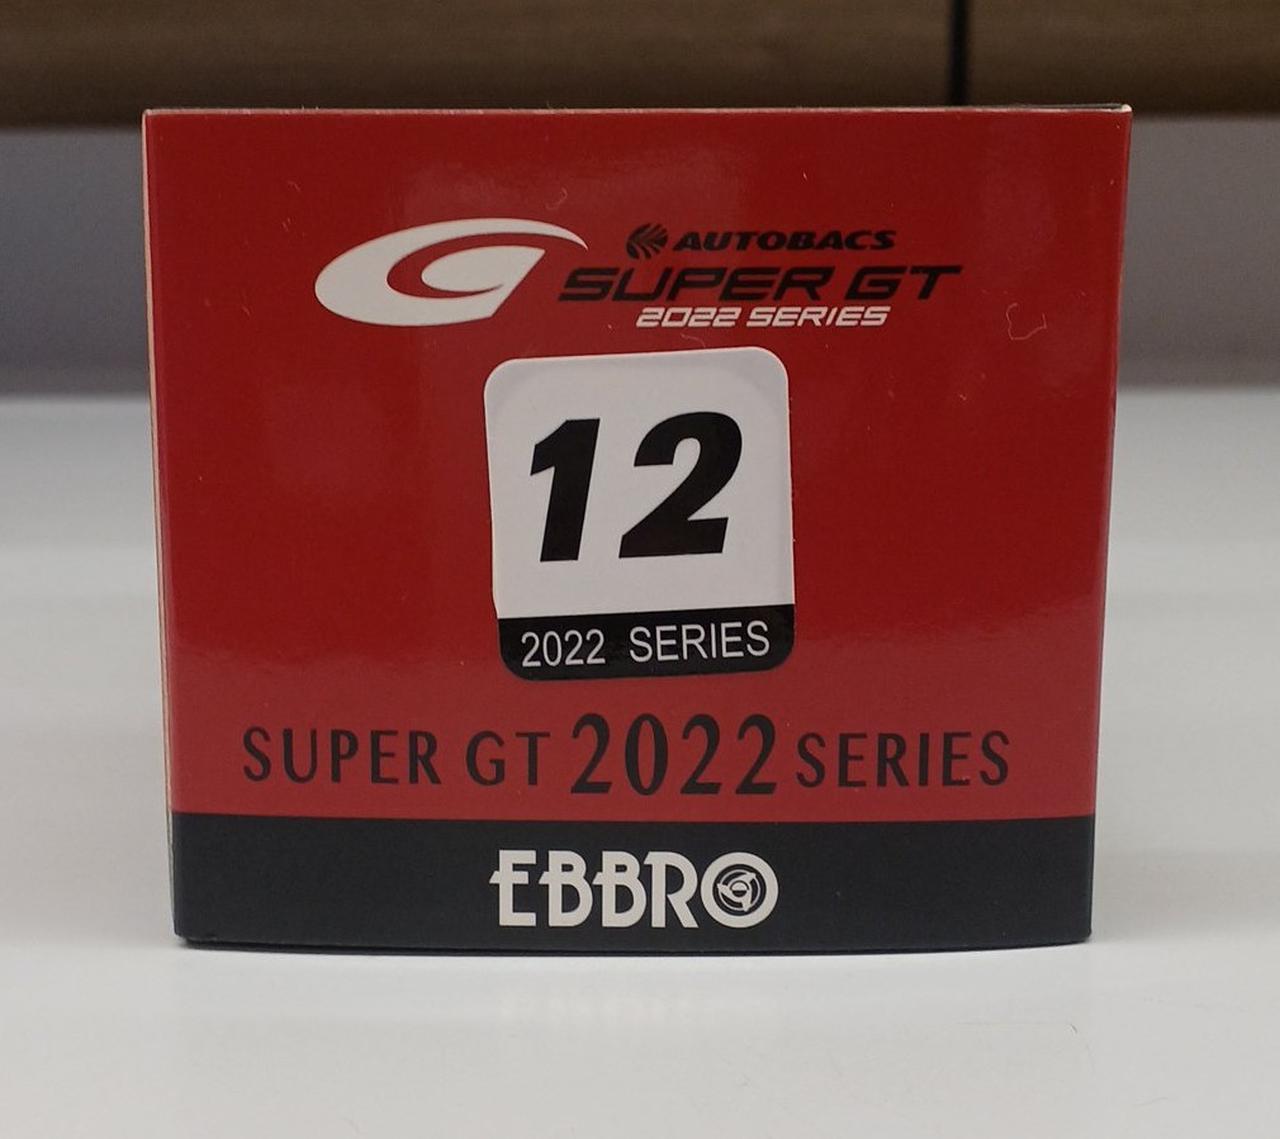 AUTOBACS
SUPER GT
2022 SERIES
12
2022 SERIES
SUPER GT 2022 SERIES
EBBRO